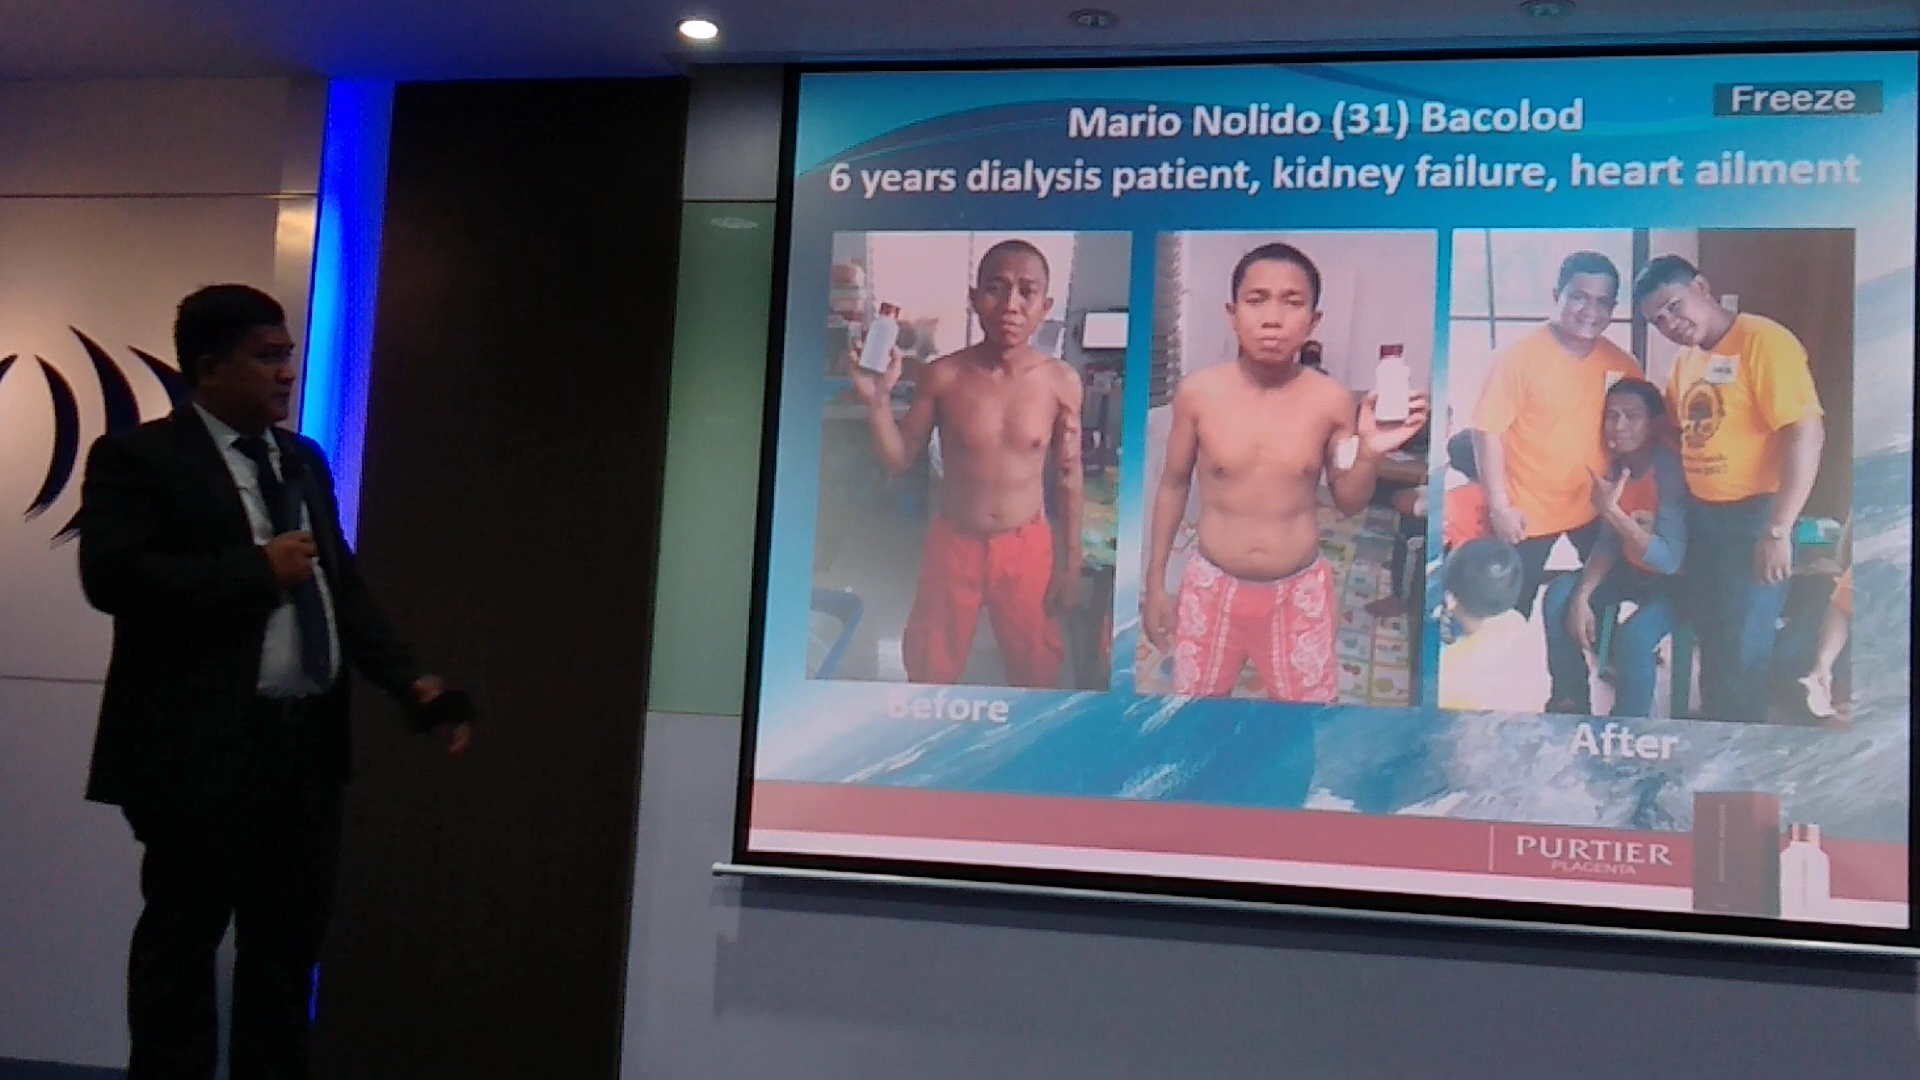 Freeze
Mario Nolido (31) Bacolod
6 years dialysis patient, kidney failure, heart ailment
Before
After
PURTIER
PLACENTA